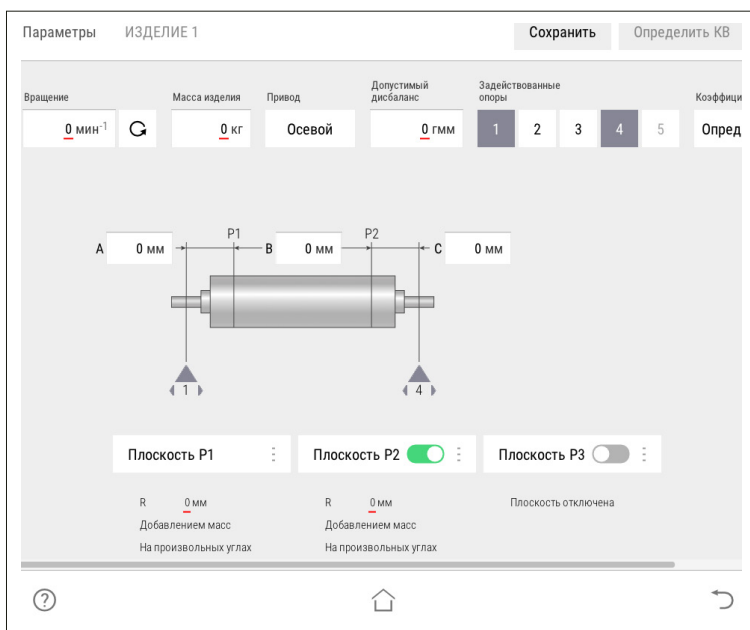 Параметры ИЗДЕЛИЕ 1 Сохранить Определить КВ
Вращение Масса изделия Привод Допустимый дисбаланс Задействованные опоры Коэффици
0 мин-1 0 кг Осевой 0 гмм 1 2 3 4 5 Опред
P1 P2
A 0 мм B 0 мм C 0 мм
1 4
Плоскость P1 Плоскость P2 Плоскость P3
R 0 мм R 0 мм Плоскость отключена
Добавлением масс Добавлением масс
На произвольных углах На произвольных углах
?